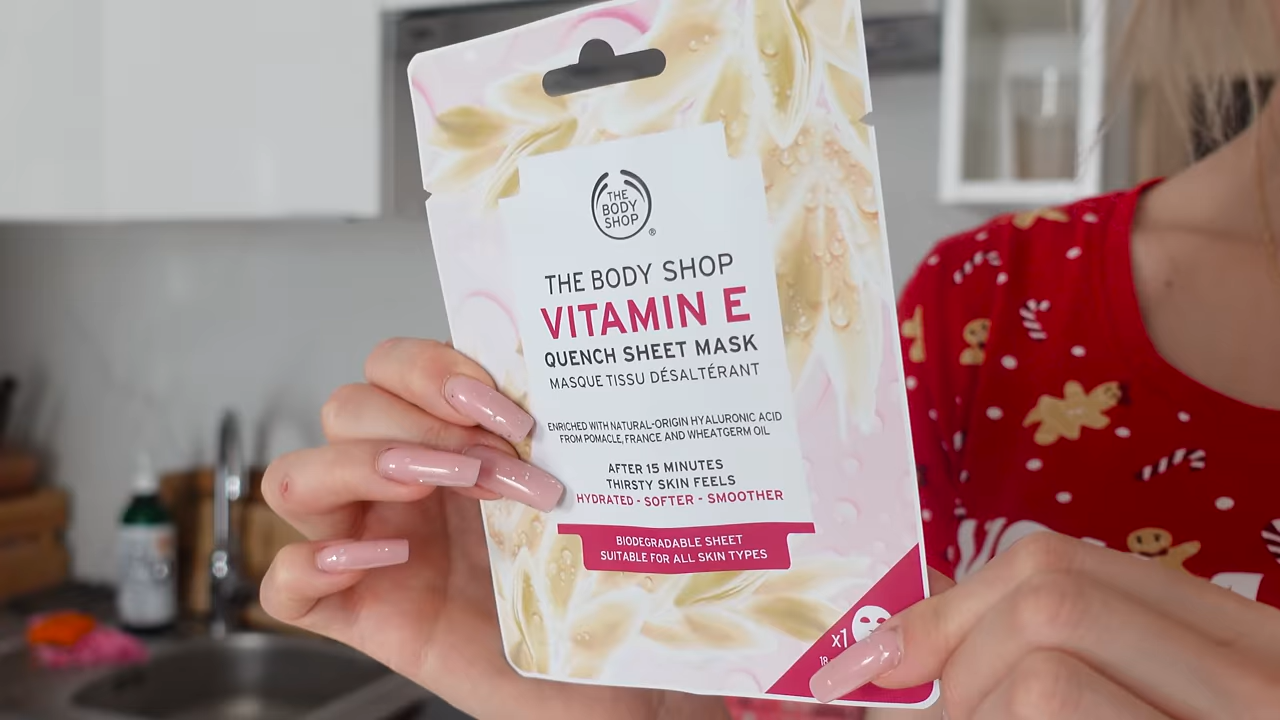 THE
BODY
SHOP
®
THE BODY SHOP
VITAMIN E
QUENCH SHEET MASK
MASQUE TISSU DÉSALTÉRANT
ENRICHED WITH NATURAL-ORIGIN HYALURONIC ACID
FROM POMACLE, FRANCE AND WHEATGERM OIL
AFTER 15 MINUTES
THIRSTY SKIN FEELS
HYDRATED - SOFTER - SMOOTHER
BIODEGRADABLE SHEET
SUITABLE FOR ALL SKIN TYPES
x1
18